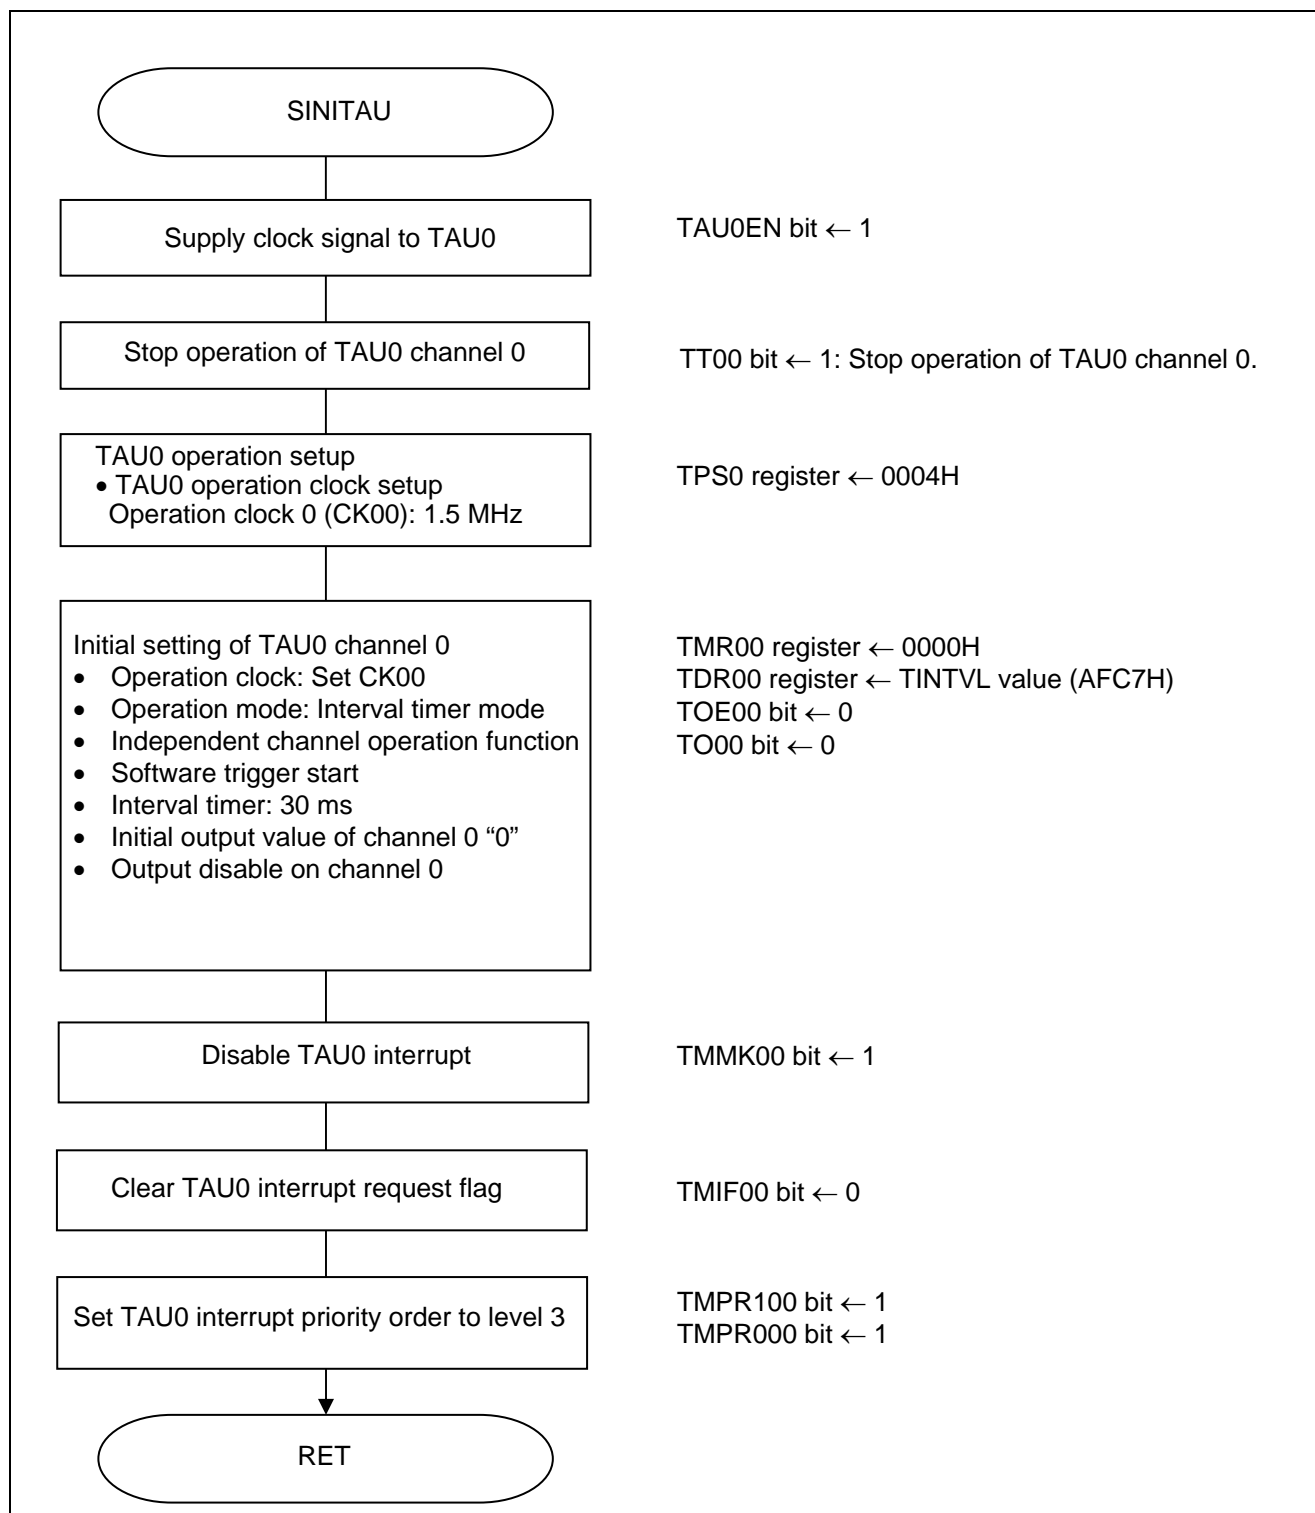 SINITAU
Supply clock signal to TAU0
TAU0EN bit ← 1
Stop operation of TAU0 channel 0
TT00 bit ← 1: Stop operation of TAU0 channel 0.
TAU0 operation setup
• TAU0 operation clock setup
Operation clock 0 (CK00): 1.5 MHz
TPS0 register ← 0004H
Initial setting of TAU0 channel 0
• Operation clock: Set CK00
• Operation mode: Interval timer mode
• Independent channel operation function
• Software trigger start
• Interval timer: 30 ms
• Initial output value of channel 0 “0”
• Output disable on channel 0
TMR00 register ← 0000H
TDR00 register ← TINTVL value (AFC7H)
TOE00 bit ← 0
TO00 bit ← 0
Disable TAU0 interrupt
TMMK00 bit ← 1
Clear TAU0 interrupt request flag
TMIF00 bit ← 0
Set TAU0 interrupt priority order to level 3
TMPR100 bit ← 1
TMPR000 bit ← 1
RET